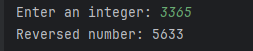 Enter an integer: 3365
Reversed number: 5633